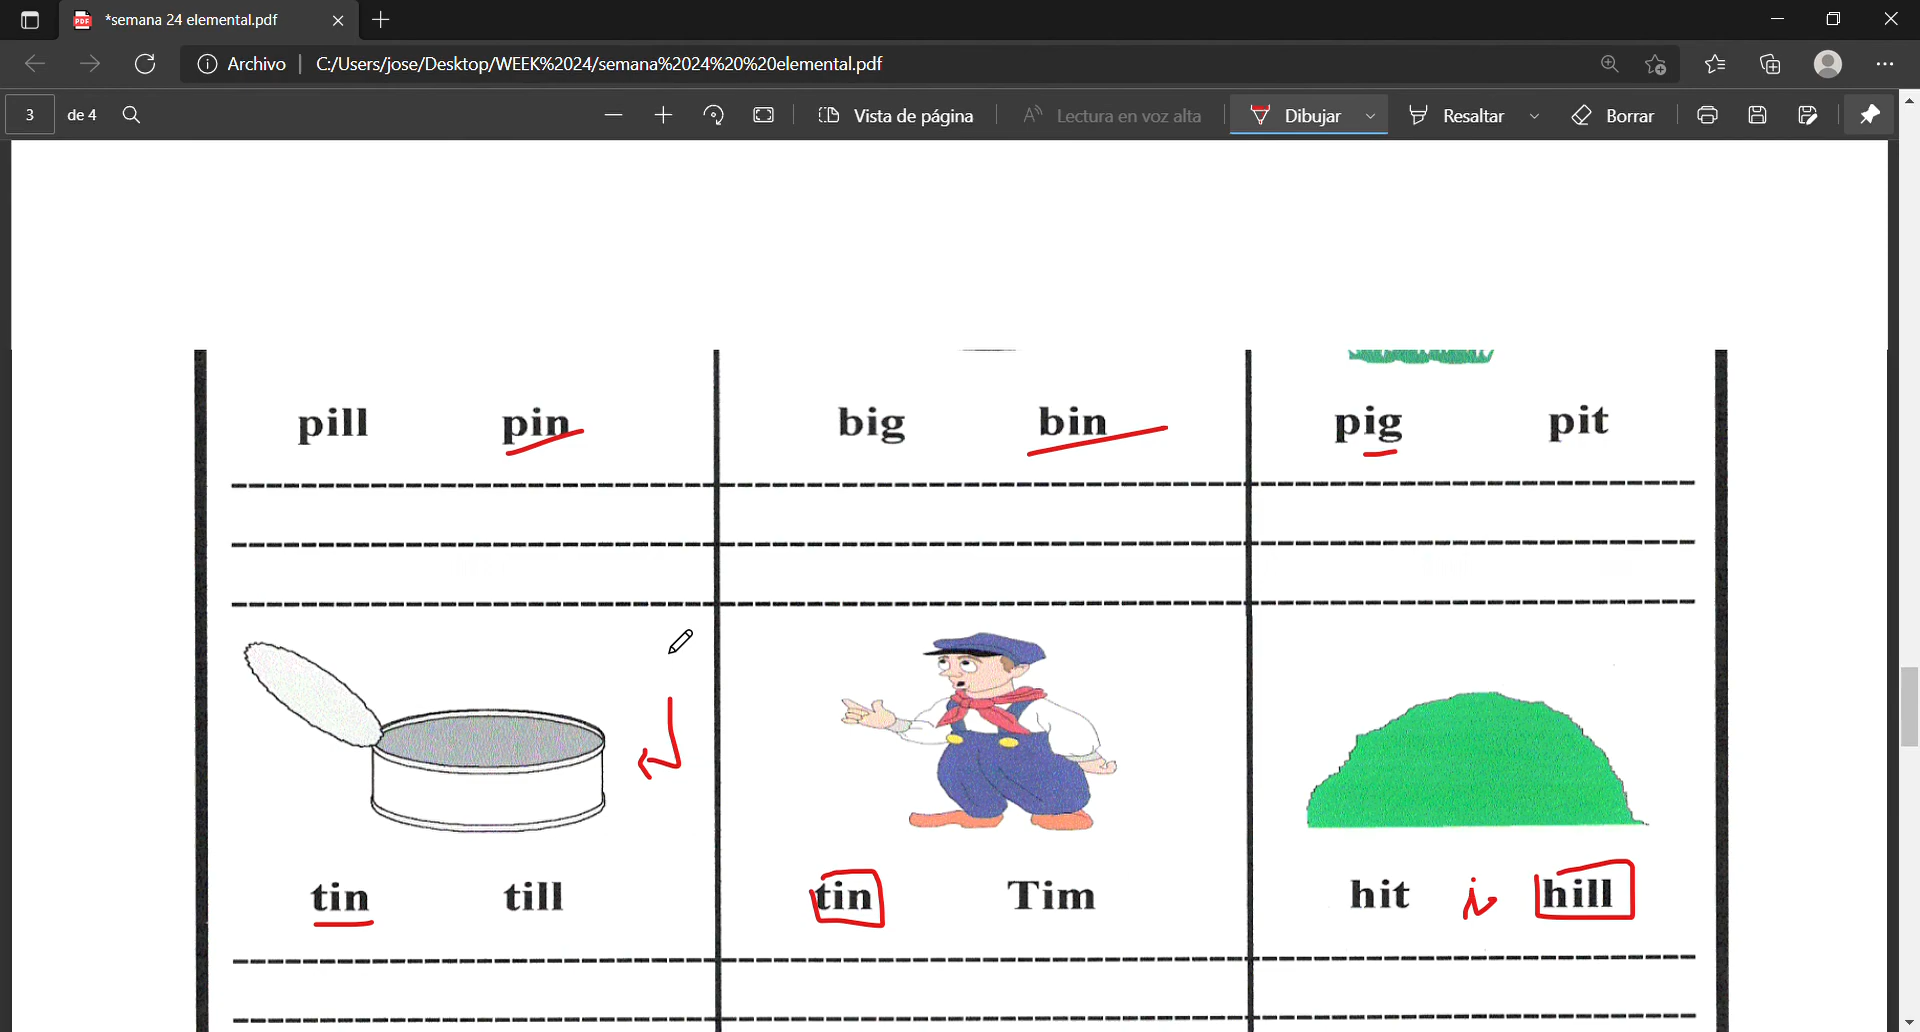 *semana 24 elemental.pdf
Archivo | C:/Users/jose/Desktop/WEEK%2024/semana%2024%20%20elemental.pdf
3 de 4 Vista de página Lectura en voz alta Dibujar Resaltar Borrar
pill pin big bin pig pit
tin till tin Tim hit i hill